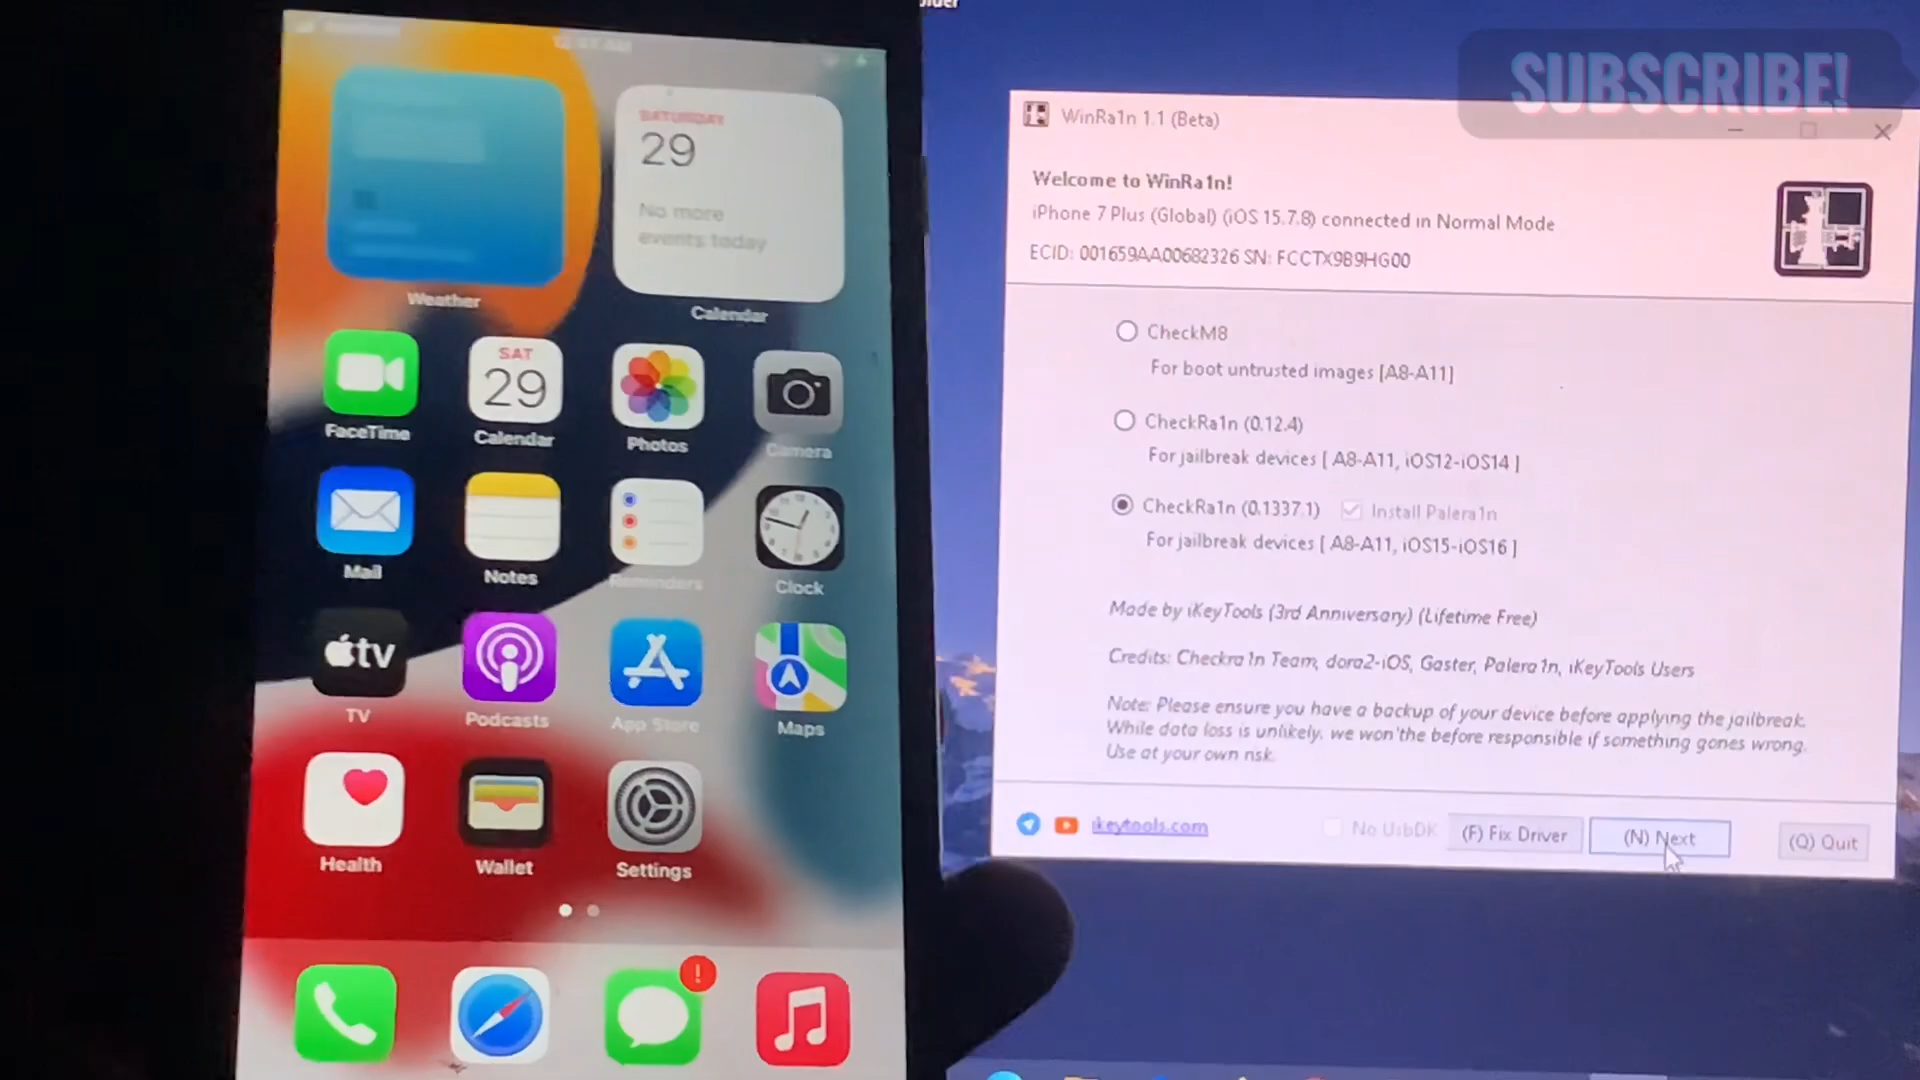 SATURDAY
29
No more
events today
Weather
Calendar
SAT
29
FaceTime
Calendar
Photos
Camera
Mail
Notes
Reminders
Clock
tv
TV
Podcasts
App Store
Maps
Health
Wallet
Settings
!
SUBSCRIBE!
WinRa1n 1.1 (Beta)
Welcome to WinRa1n!
iPhone 7 Plus (Global) (iOS 15.7.8) connected in Normal Mode
ECID: 001659AA00682326 SN: FCCTX9B9HG00
CheckM8
For boot untrusted images [A8-A11]
CheckRa1n (0.12.4)
For jailbreak devices [ A8-A11, iOS12-iOS14 ]
CheckRa1n (0.1337.1) Install Palera1n
For jailbreak devices [ A8-A11, iOS15-iOS16 ]
Made by iKeyTools (3rd Anniversary) (Lifetime Free)
Credits: Checkra1n Team, dora2-iOS, Gaster, Palera1n, iKeyTools Users
Note: Please ensure you have a backup of your device before applying the jailbreak.
While data loss is unlikely. we won'the before responsible if something gones wrong.
Use at your own risk.
ikeytools.com
No UsbDK
(F) Fix Driver
(N) Next
(Q) Quit